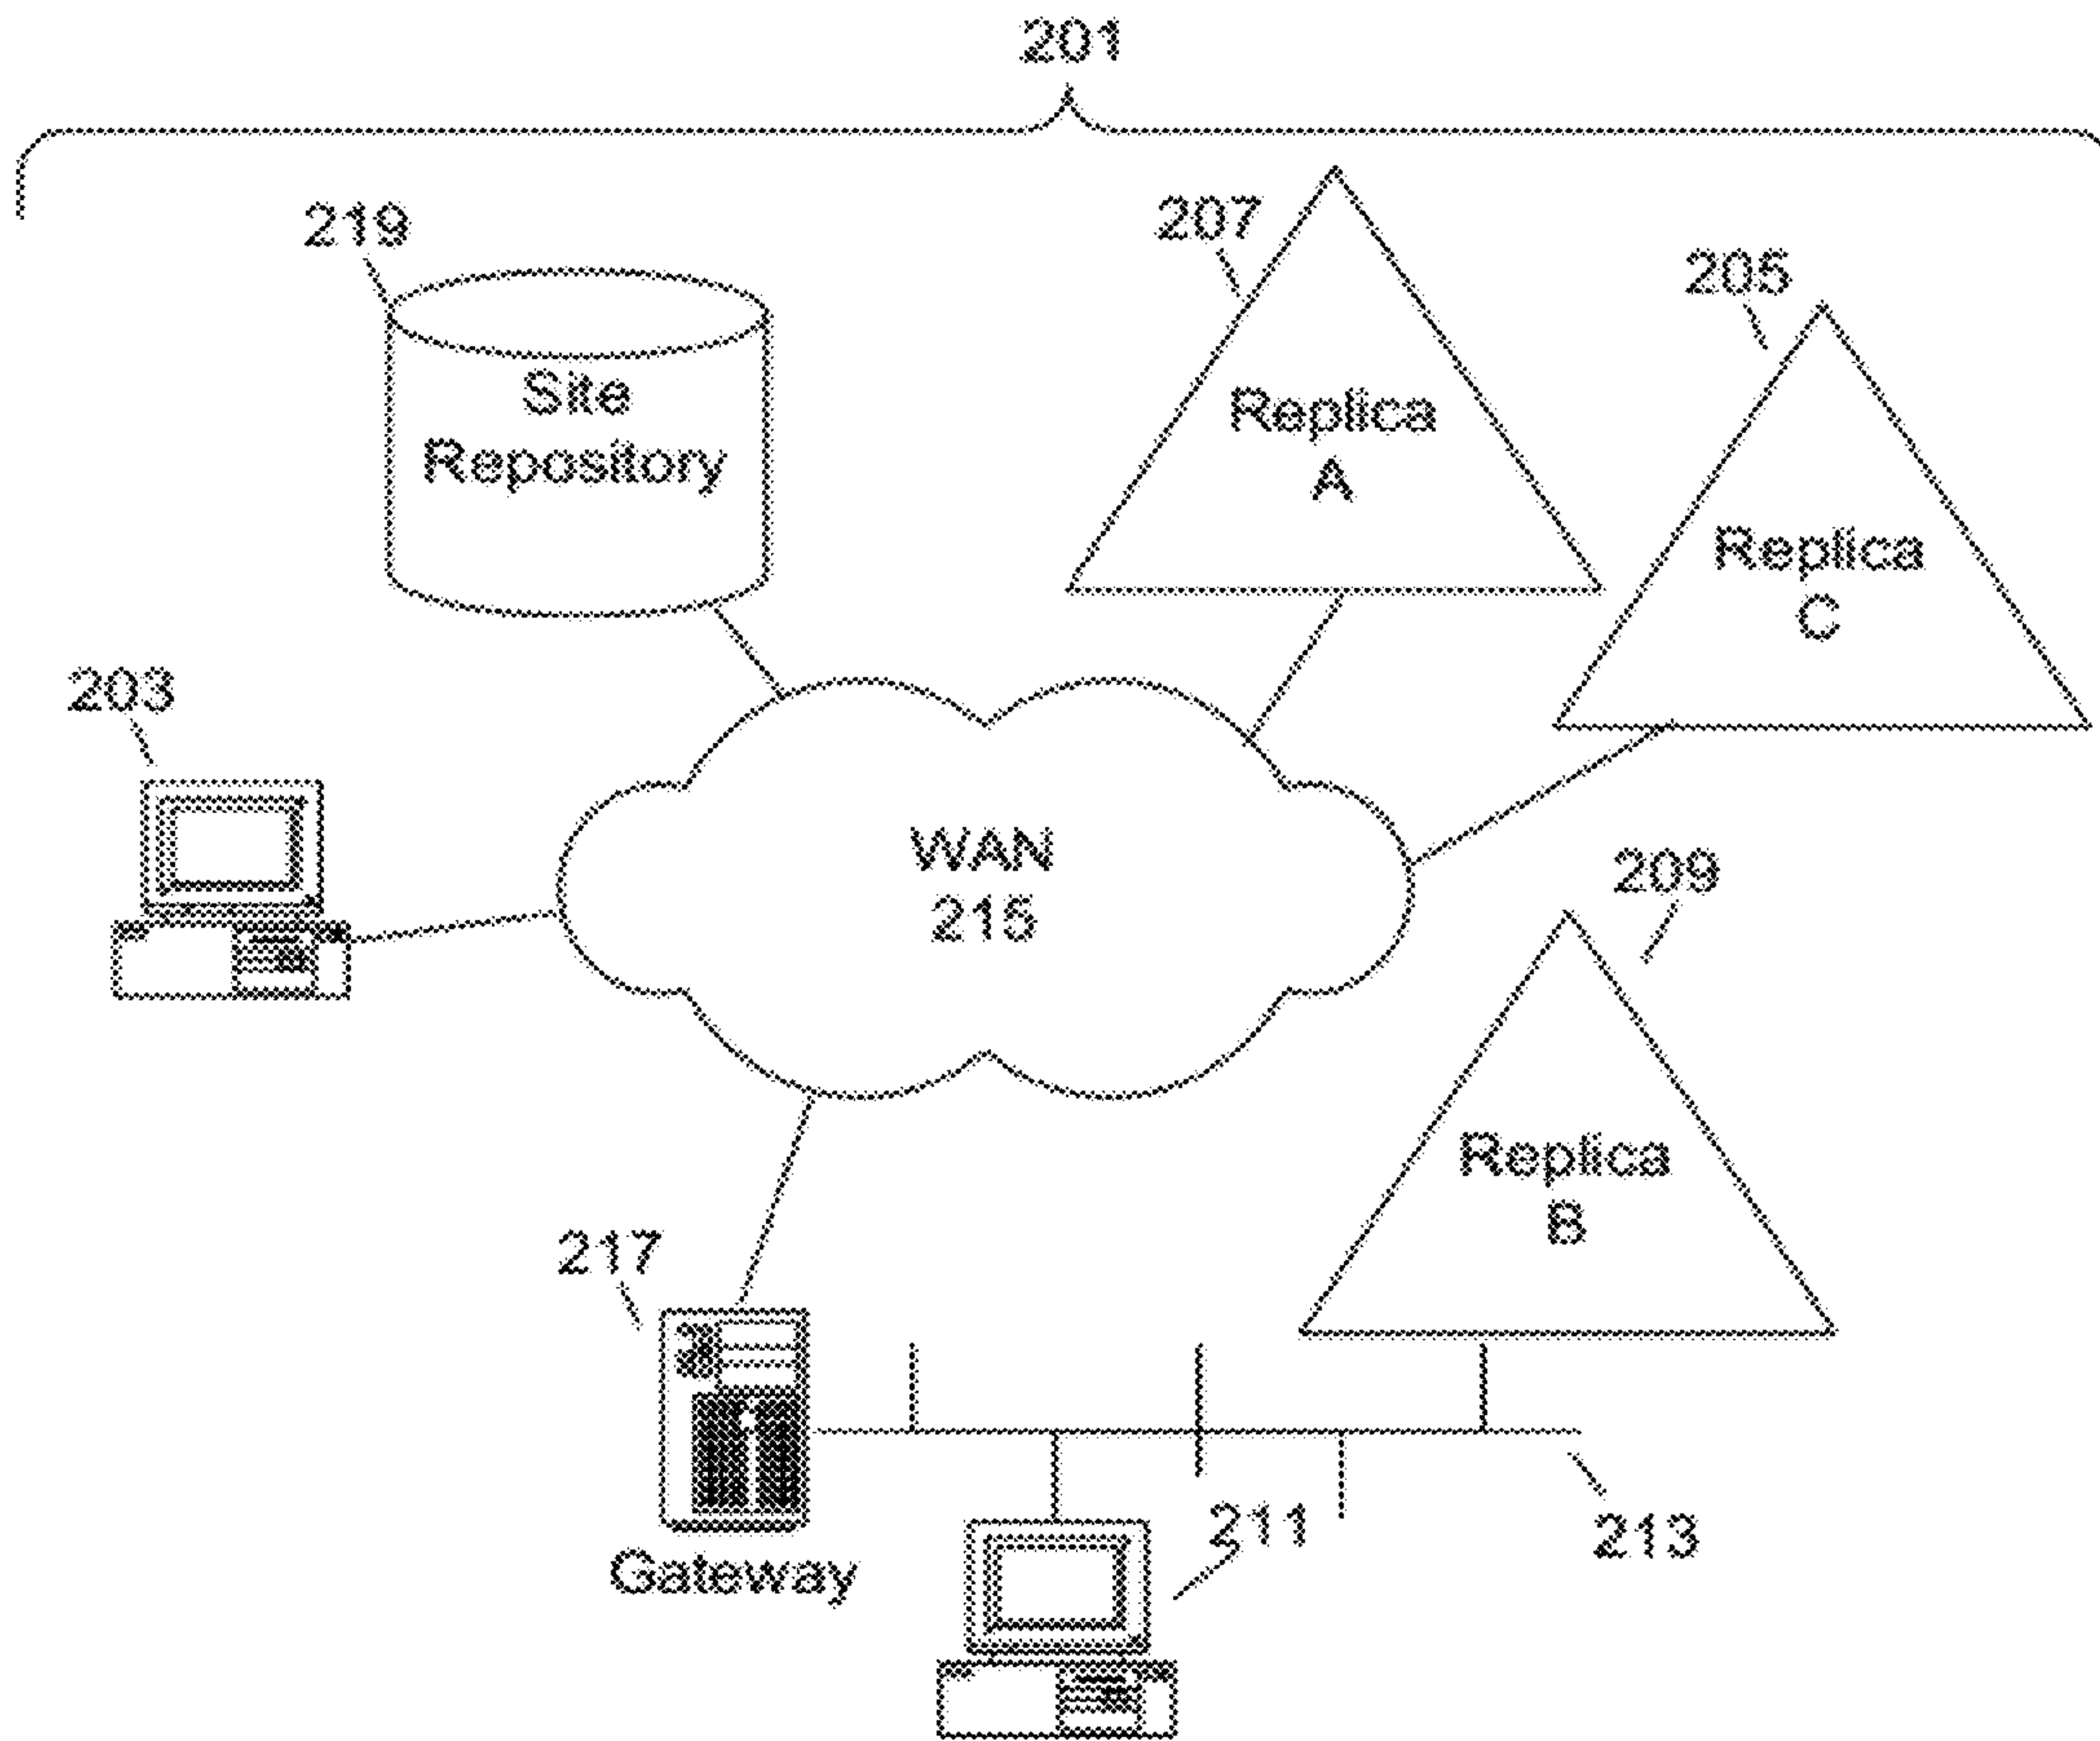 201
219
207
205
Site
Repository
Replica
A
Replica
C
203
WAN
215
209
Replica
B
217
i
Gateway
211
213